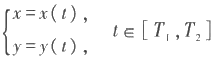 { x = x ( t ) ,
y = y ( t ) ,
t ∈ [ T₁ , T₂ ]